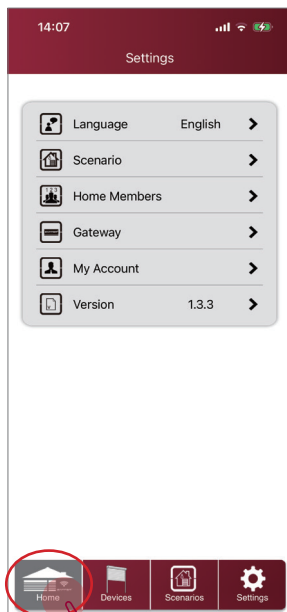 14:07
Settings
Language English
Scenario
Home Members
Gateway
My Account
Version 1.3.3
Home Devices Scenarios Settings